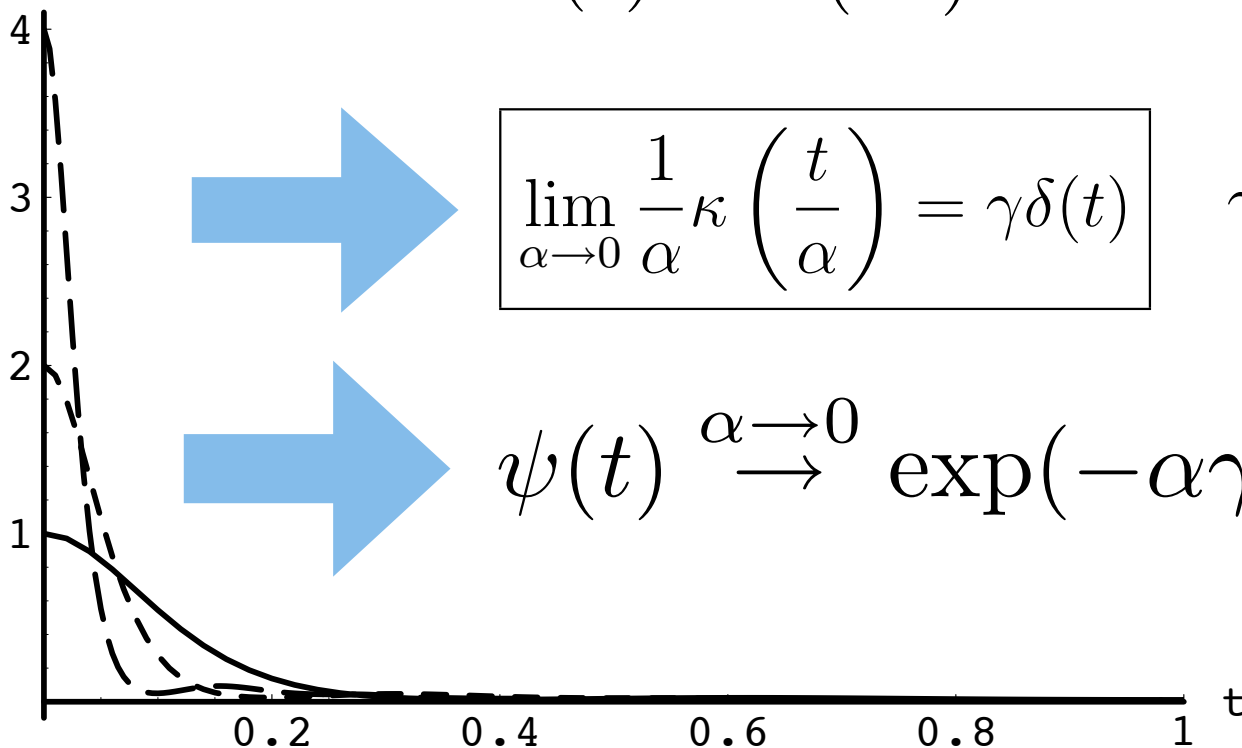 4
3
2
1
lim_{α→0} 1/α κ(t/α) = γδ(t)
ψ(t) →^{α→0} exp(−αγ
0.2 0.4 0.6 0.8 1 t